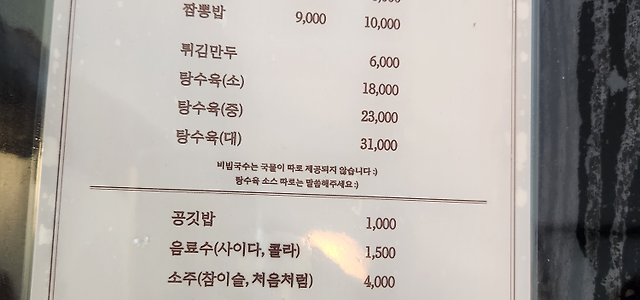 짬뽕밥 9,000 10,000
튀김만두 6,000
탕수육(소) 18,000
탕수육(중) 23,000
탕수육(대) 31,000
비빔국수는 국물이 따로 제공되지 않습니다 :)
탕수육 소스 따로는 말씀해주세요 :)
공깃밥 1,000
음료수(사이다, 콜라) 1,500
소주(참이슬, 처음처럼) 4,000